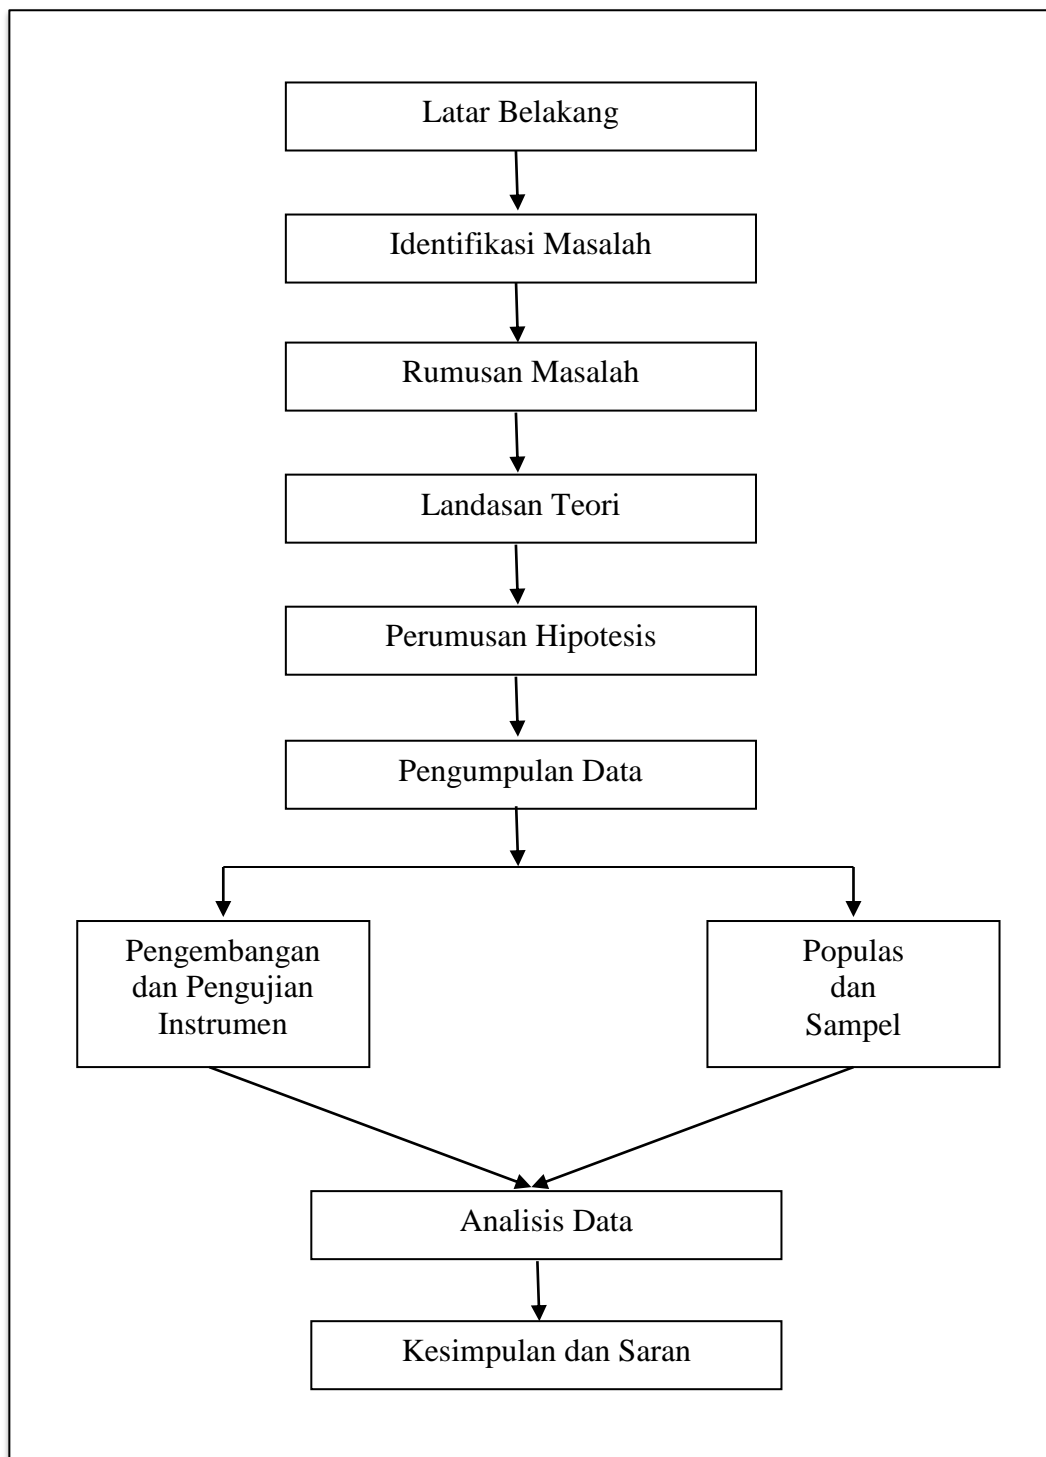 Latar Belakang
Identifikasi Masalah
Rumusan Masalah
Landasan Teori
Perumusan Hipotesis
Pengumpulan Data
Pengembangan
dan Pengujian
Instrumen
Populas
dan
Sampel
Analisis Data
Kesimpulan dan Saran